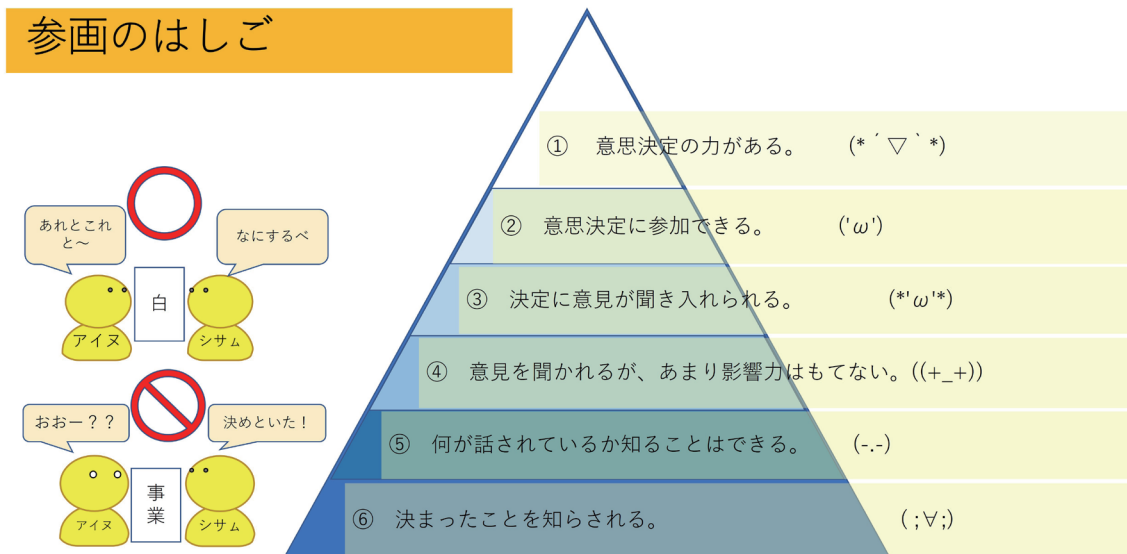 参画のはしご
① 意思決定の力がある。 (*´▽`*)
② 意思決定に参加できる。 ('ω')
③ 決定に意見が聞き入れられる。 (*'ω'*)
④ 意見を聞かれるが、あまり影響力はもてない。((+_+))
⑤ 何が話されているか知ることはできる。 (-.-)
⑥ 決まったことを知らされる。 (;∀;)
あれとこれ
と～
なにするべ
白
アイヌ
シサㇺ
おおー？？
決めといた！
事
業
アイヌ
シサㇺ